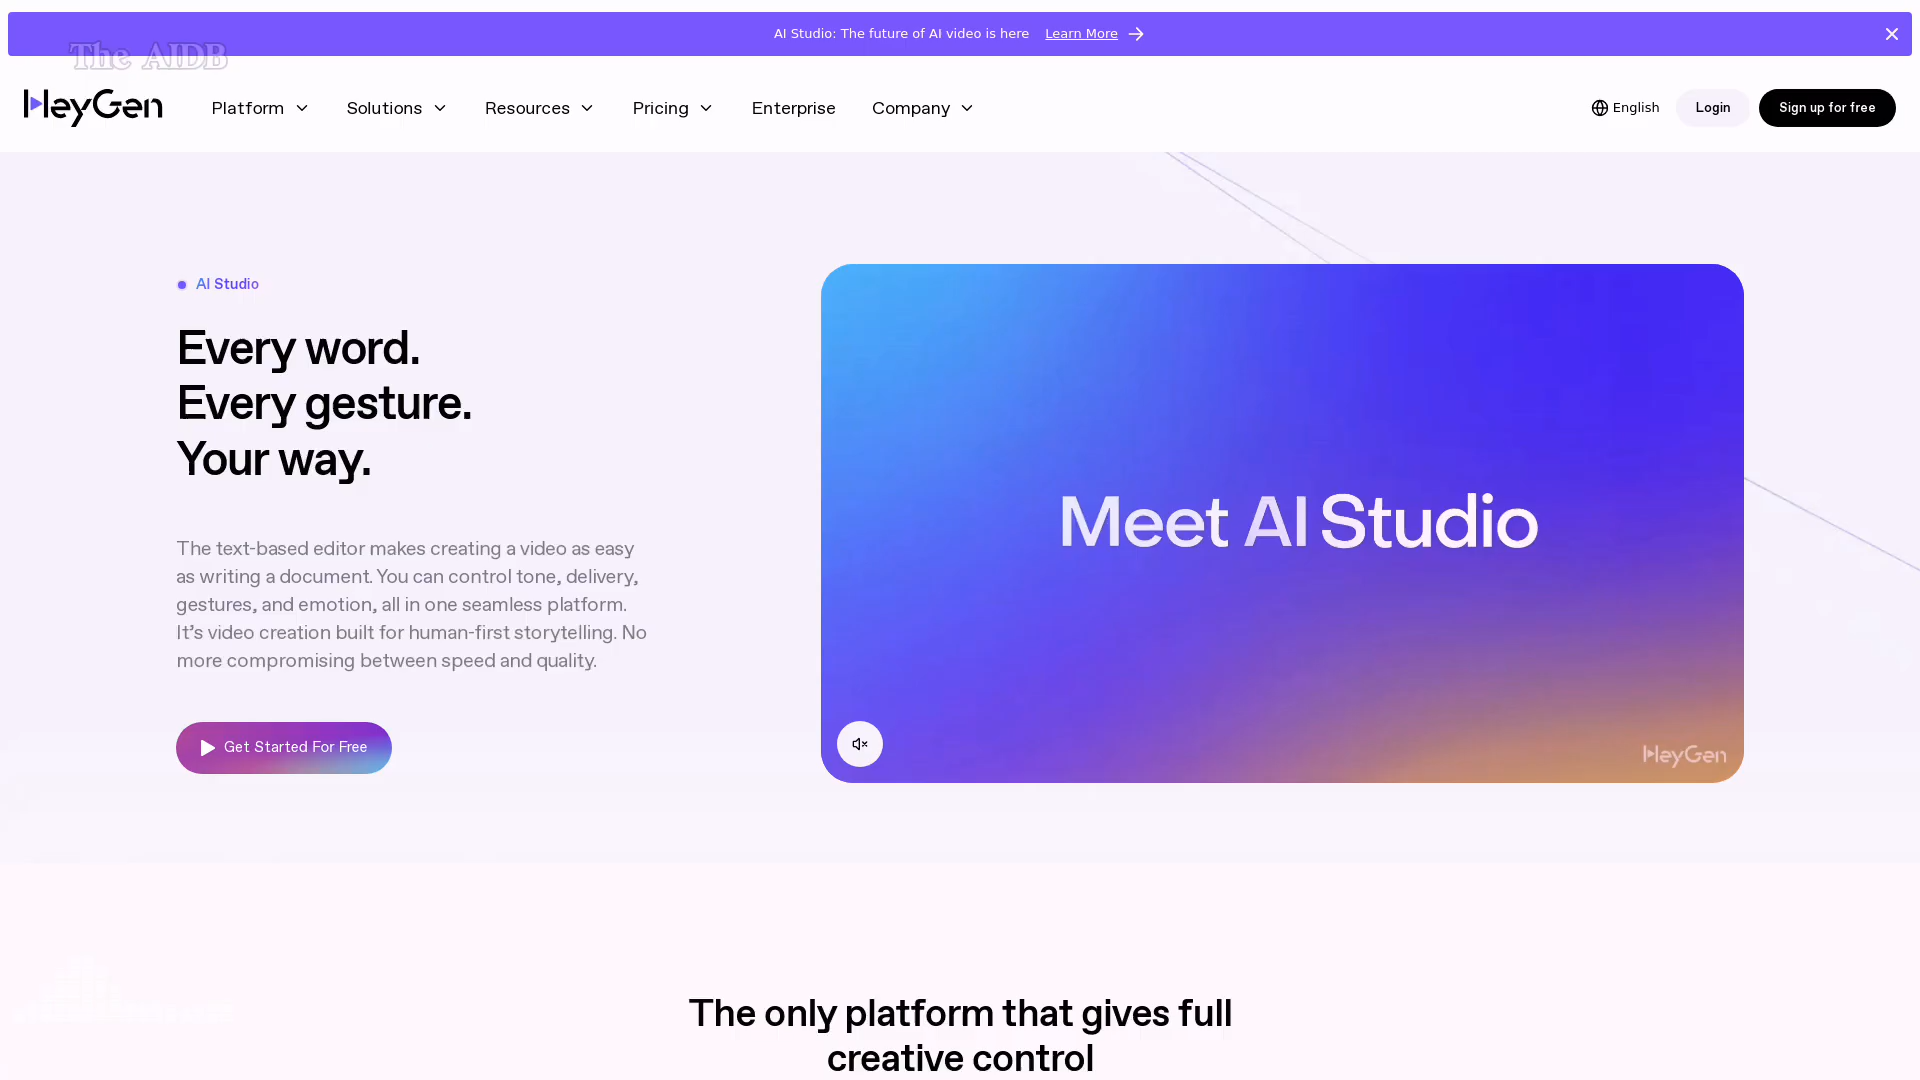 AI Studio: The future of AI video is here Learn More
The AIDB
HeyGen
Platform Solutions Resources Pricing Enterprise Company
English Login Sign up for free
AI Studio
Every word.
Every gesture.
Your way.
The text-based editor makes creating a video as easy
as writing a document. You can control tone, delivery,
gestures, and emotion, all in one seamless platform.
It’s video creation built for human-first storytelling. No
more compromising between speed and quality.
Get Started For Free
Meet AI Studio
HeyGen
The only platform that gives full
creative control